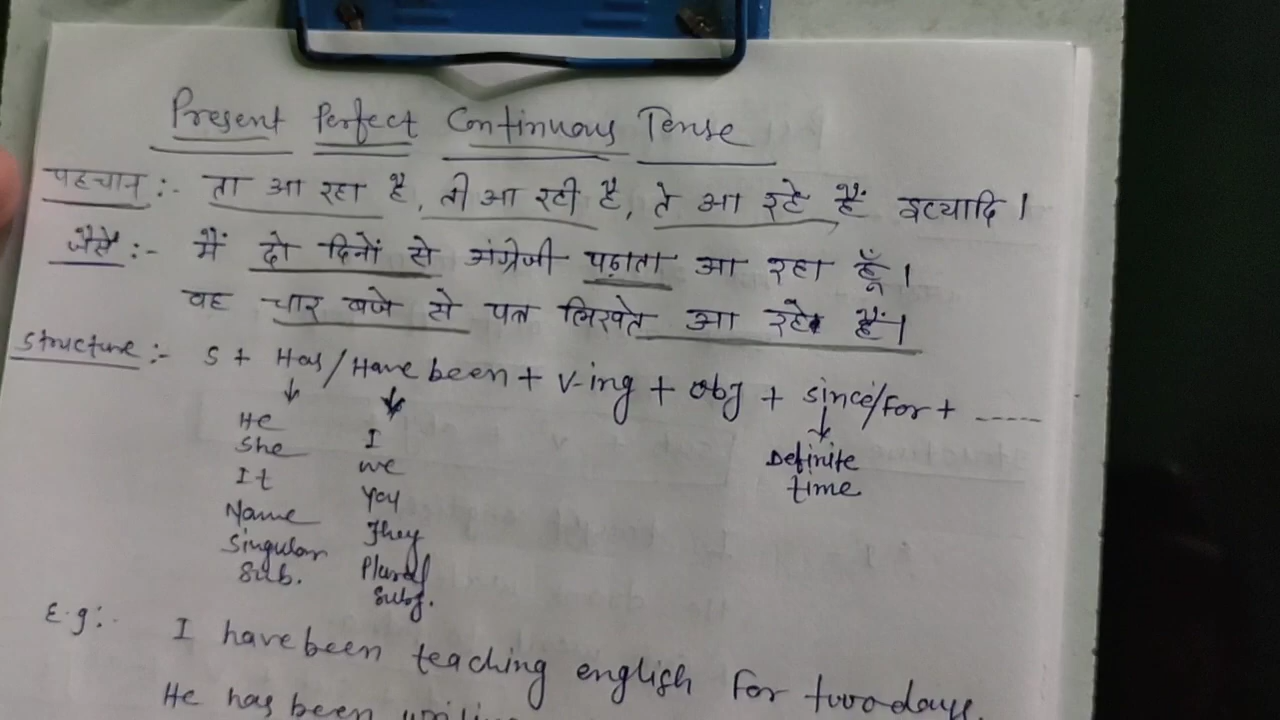 Present Perfect Continuous Tense
पहचान :- ता आ रहा है, ती आ रही है, ते आ रहे हैं इत्यादि ।
जैसे :- मैं दो दिनों से अंग्रेजी पढ़ाता आ रहा हूँ ।
वह चार बजे से पत्र लिखते आ रहे हैं।
Structure :- S + Has/Have been + V-ing + obj + since/For + -----
He
She
It
Name
Singular
Sub.
I
we
You
They
Plural
Subj.
Definite
time
E.g:- I have been teaching english For two days.
He has been writing